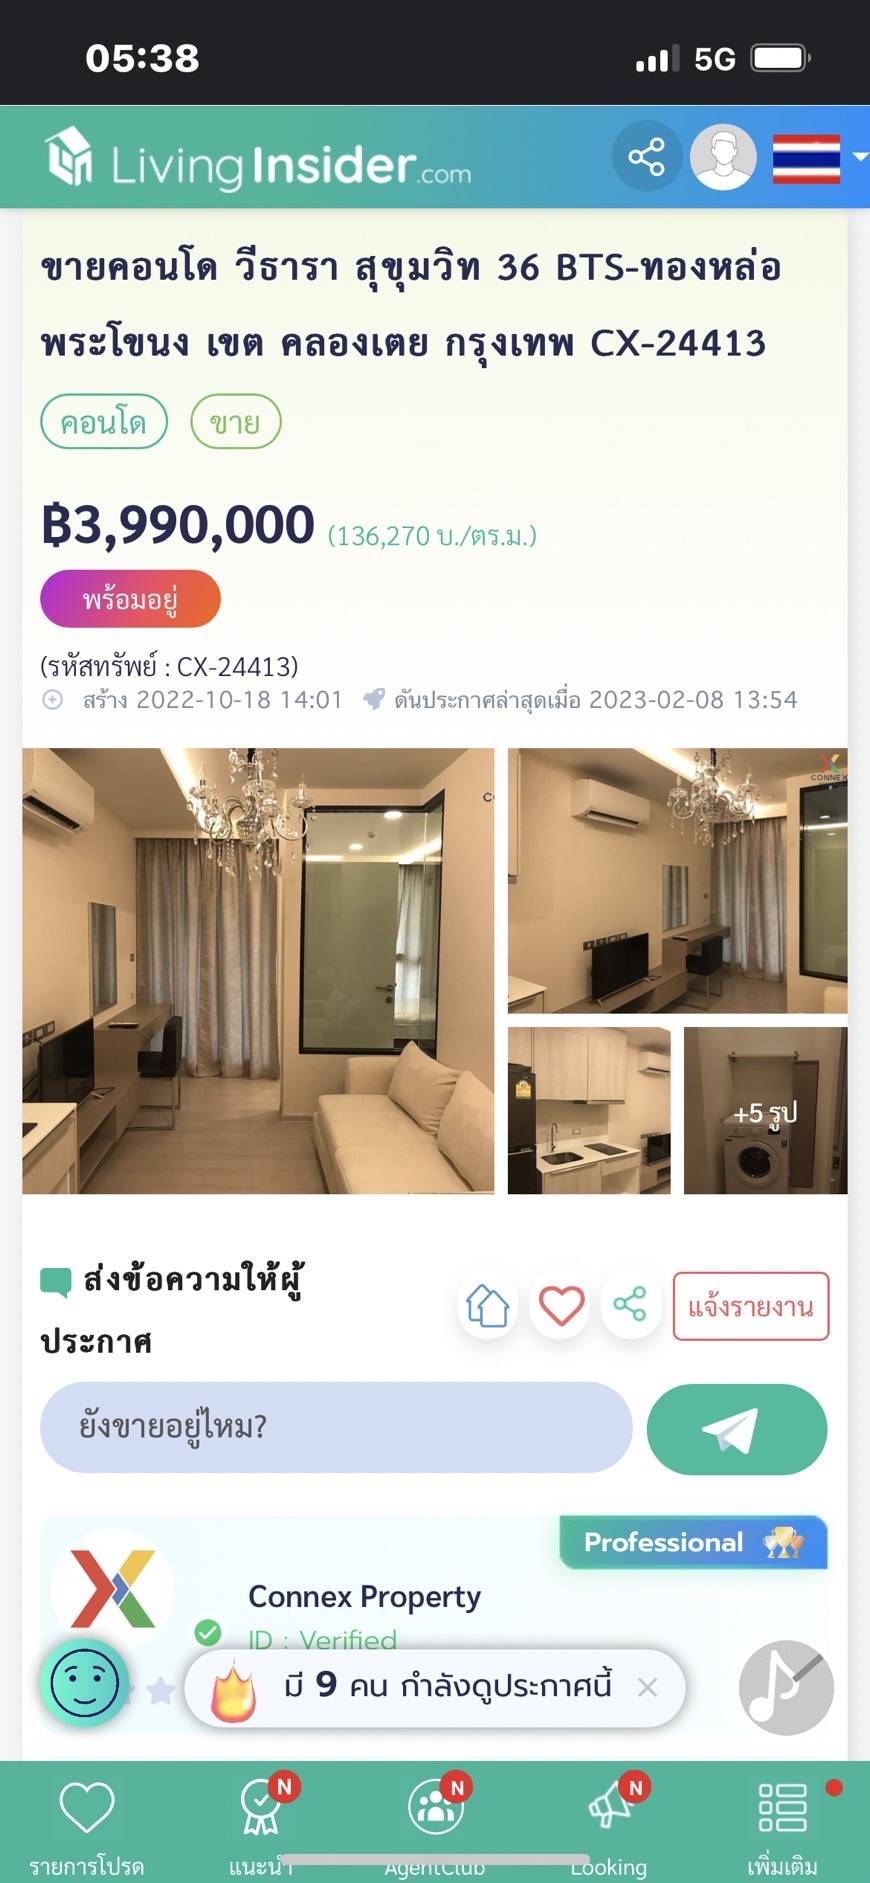 05:38
5G
LivingInsider.com
ขายคอนโด วีธารา สุขุมวิท 36 BTS-ทองหล่อ
พระโขนง เขต คลองเตย กรุงเทพ CX-24413
คอนโด ขาย
฿3,990,000 (136,270 บ./ตร.ม.)
พร้อมอยู่
(รหัสทรัพย์ : CX-24413)
สร้าง 2022-10-18 14:01 ดันประกาศล่าสุดเมื่อ 2023-02-08 13:54
CONNEX
+5 รูป
ส่งข้อความให้ผู้
ประกาศ
แจ้งรายงาน
ยังขายอยู่ไหม?
Professional
Connex Property
ID : Verified
มี 9 คน กำลังดูประกาศนี้
N N N
รายการโปรด แนะนำ AgentClub Looking เพิ่มเติม